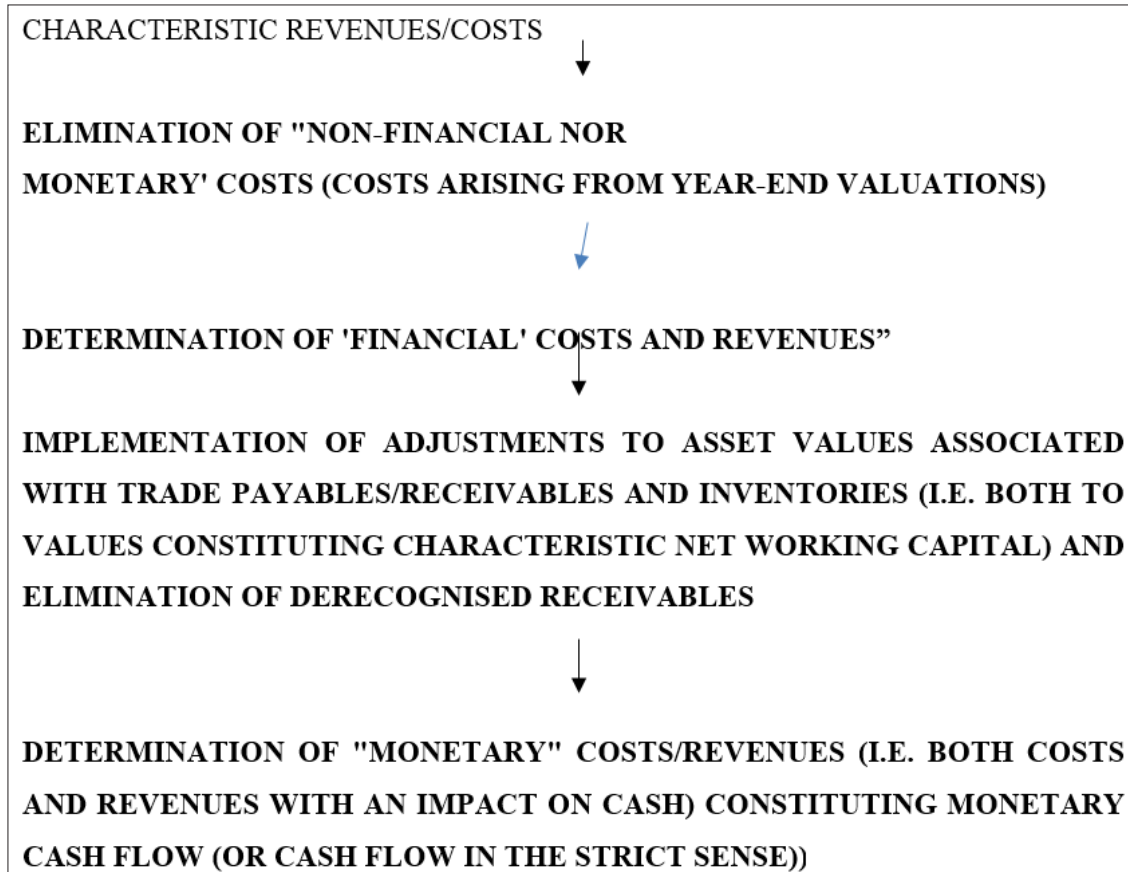 CHARACTERISTIC REVENUES/COSTS
ELIMINATION OF "NON-FINANCIAL NOR
MONETARY' COSTS (COSTS ARISING FROM YEAR-END VALUATIONS)
DETERMINATION OF 'FINANCIAL' COSTS AND REVENUES”
IMPLEMENTATION OF ADJUSTMENTS TO ASSET VALUES ASSOCIATED
WITH TRADE PAYABLES/RECEIVABLES AND INVENTORIES (I.E. BOTH TO
VALUES CONSTITUTING CHARACTERISTIC NET WORKING CAPITAL) AND
ELIMINATION OF DERECOGNISED RECEIVABLES
DETERMINATION OF "MONETARY" COSTS/REVENUES (I.E. BOTH COSTS
AND REVENUES WITH AN IMPACT ON CASH) CONSTITUTING MONETARY
CASH FLOW (OR CASH FLOW IN THE STRICT SENSE))